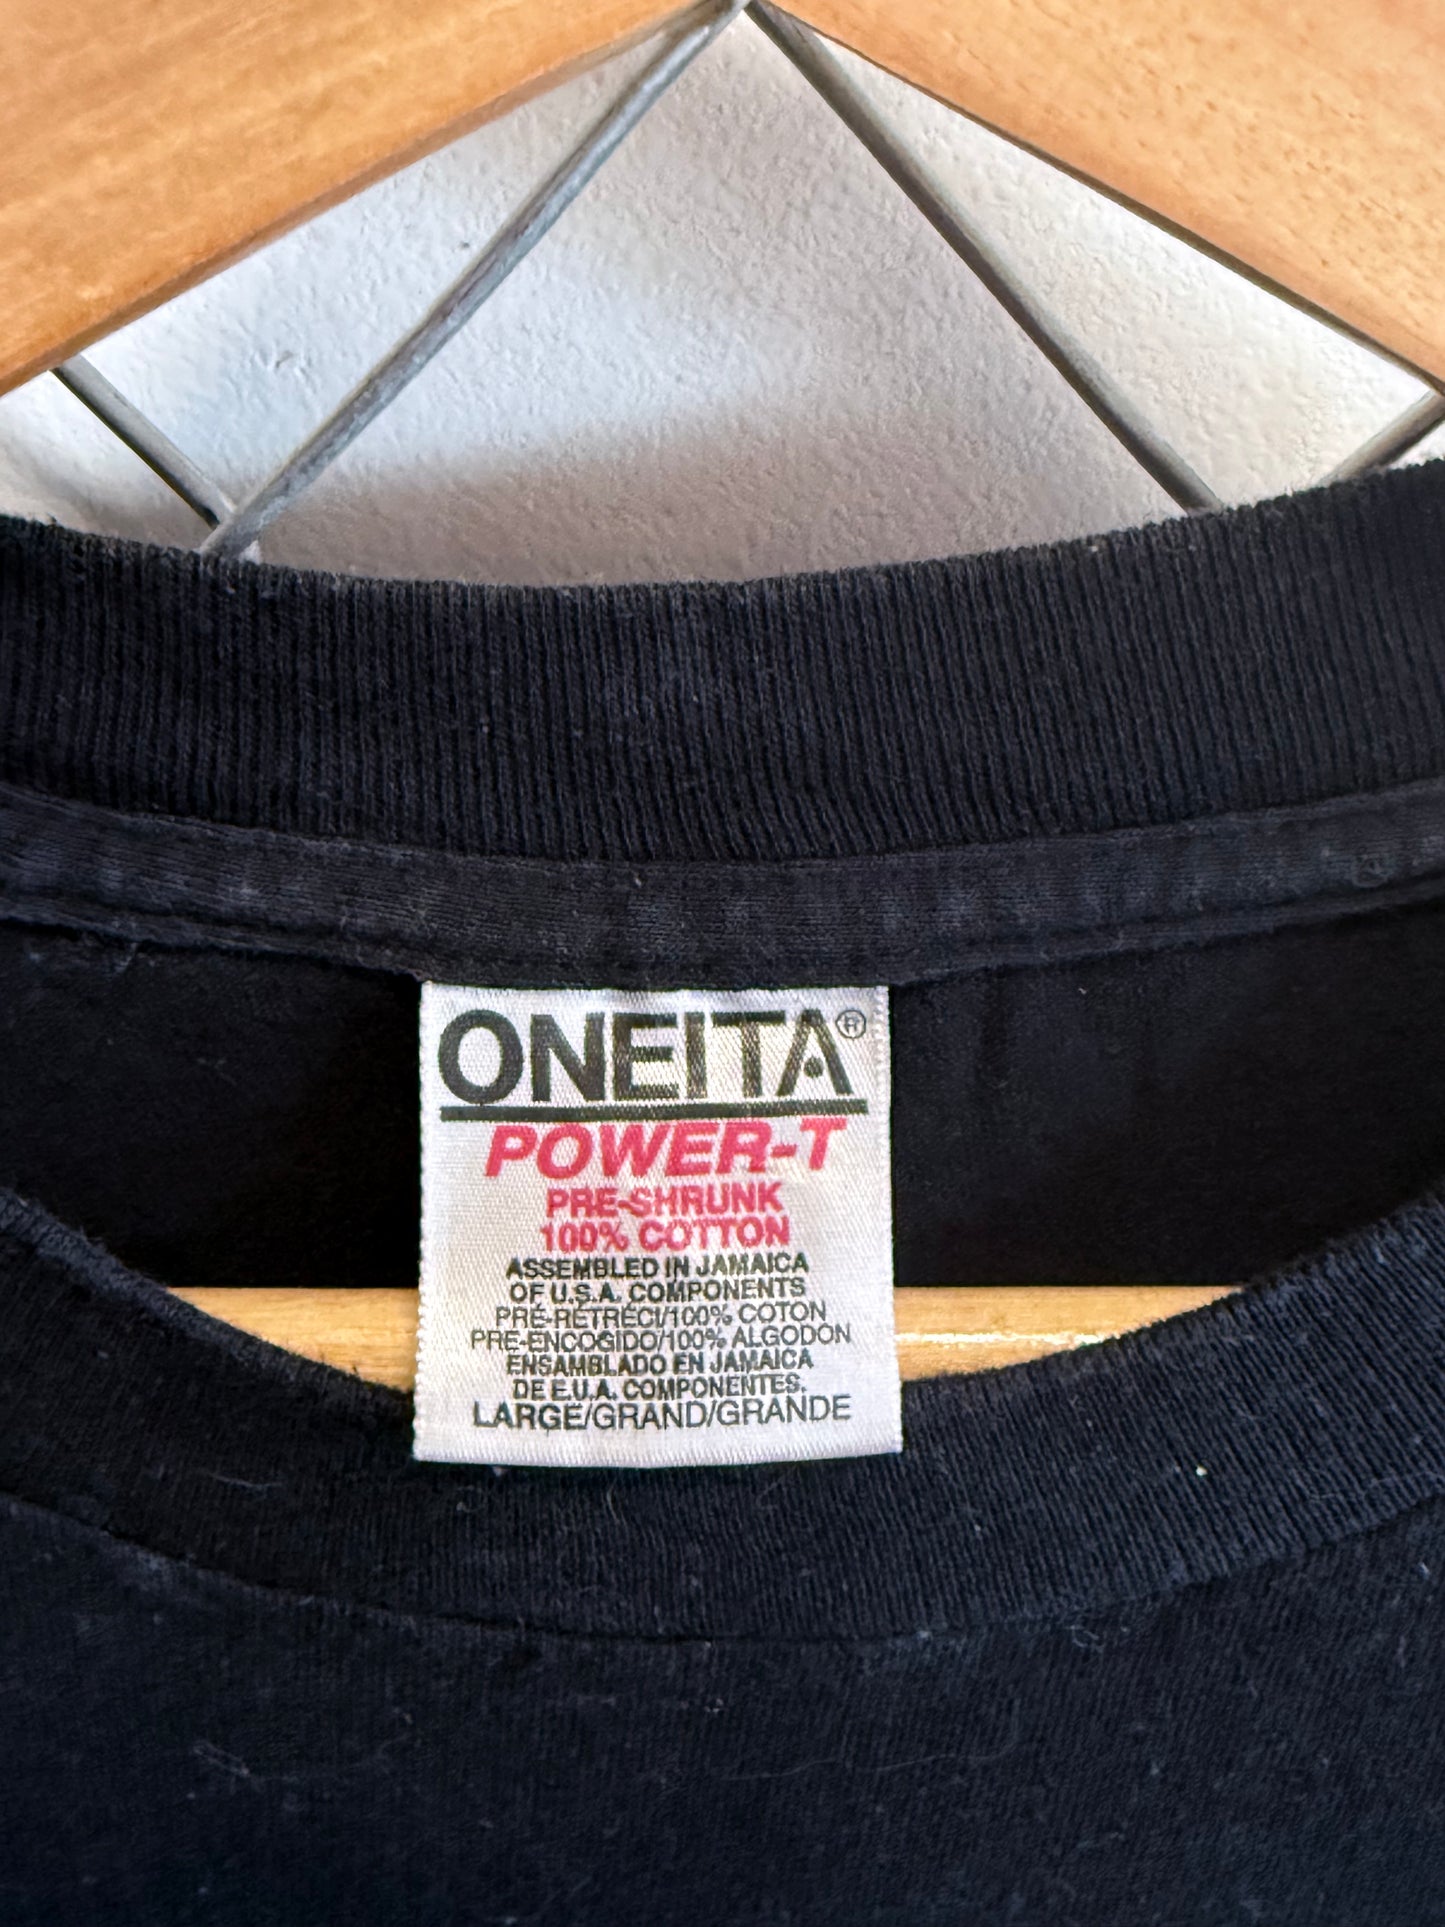 ONEITA®
POWER-T
PRE-SHRUNK
100% COTTON
ASSEMBLED IN JAMAICA
OF U.S.A. COMPONENTS
PRÉ-RÉTRÉCI/100% COTON
PRE-ENCOGIDO/100% ALGODON
ENSAMBLADO EN JAMAICA
DE E.U.A. COMPONENTES.
LARGE/GRAND/GRANDE